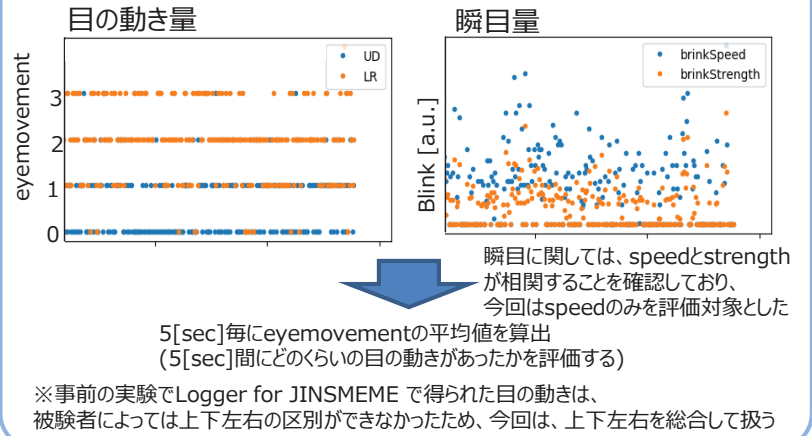 目の動き量
瞬目量
UD
LR
eyemovement
3
2
1
0
brinkSpeed
brinkStrength
Blink [a.u.]
瞬目に関しては、speedとstrength
が相関することを確認しており、
今回はspeedのみを評価対象とした
5[sec]毎にeyemovementの平均値を算出
(5[sec]間にどのくらいの目の動きがあったかを評価する)
※事前の実験でLogger for JINSMEME で得られた目の動きは、
被験者によっては上下左右の区別ができなかったため、今回は、上下左右を総合して扱う